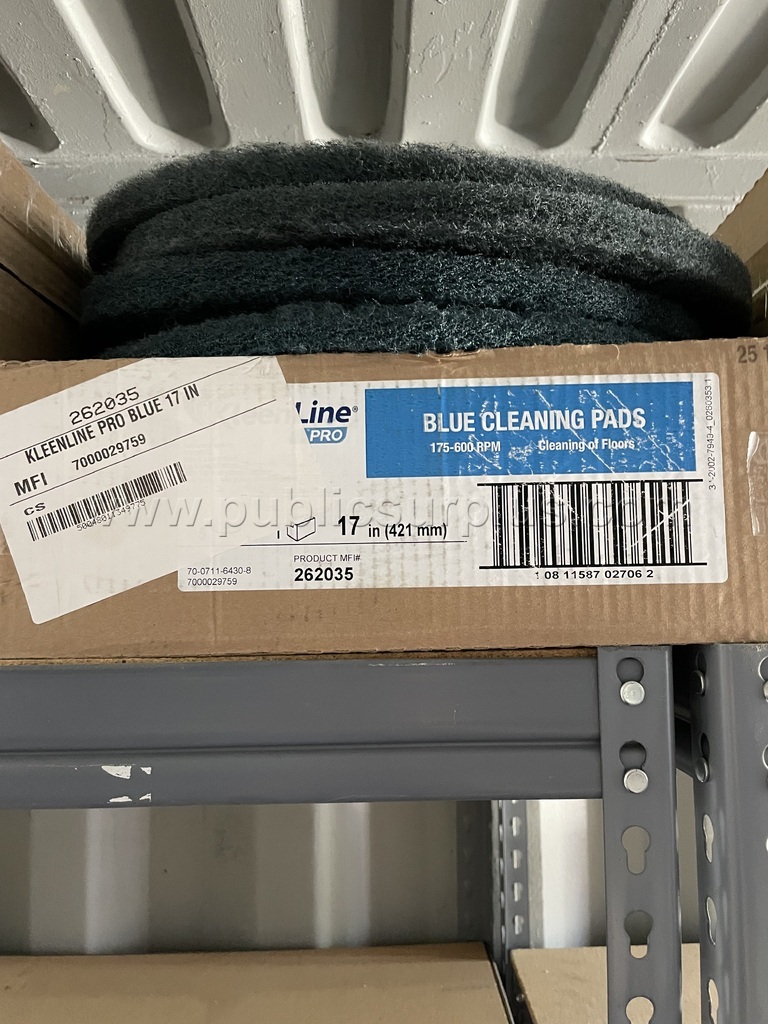 262035
KLEENLINE PRO BLUE 17 IN
MFI 7000029759
CS
Line®
PRO
BLUE CLEANING PADS
175-600 RPM Cleaning of Floors
1 17 in (421 mm)
PRODUCT MFI#
262035
70-0711-6430-8
7000029759
1 08 11587 02706 2
25 1
www.publicsurplus.com